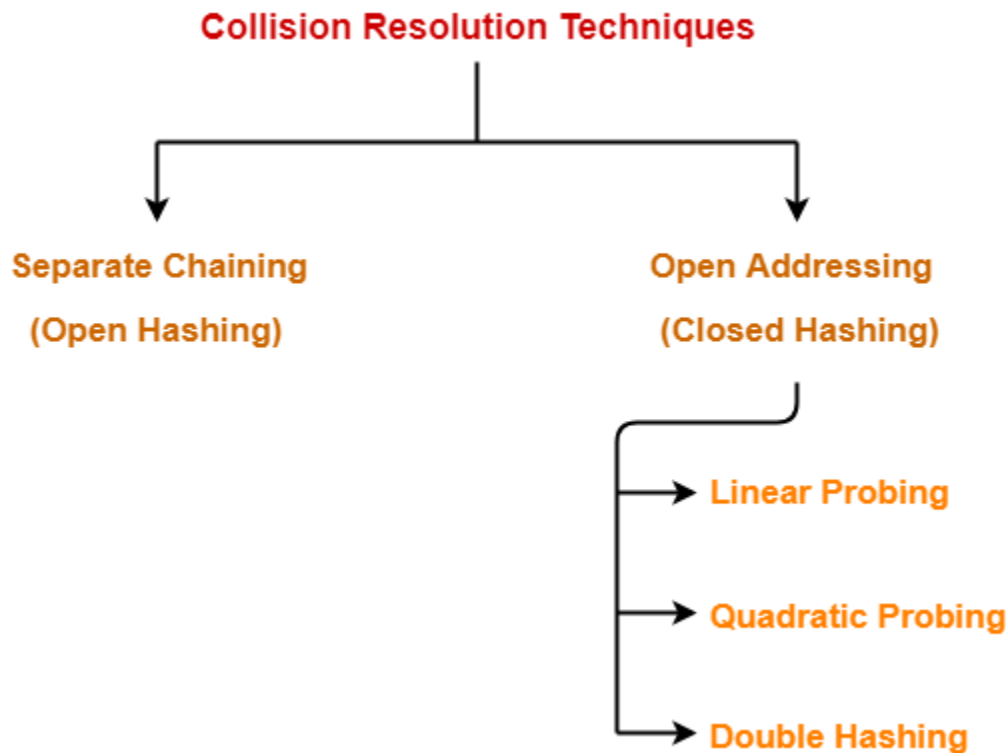 Collision Resolution Techniques
Separate Chaining
(Open Hashing)
Open Addressing
(Closed Hashing)
Linear Probing
Quadratic Probing
Double Hashing